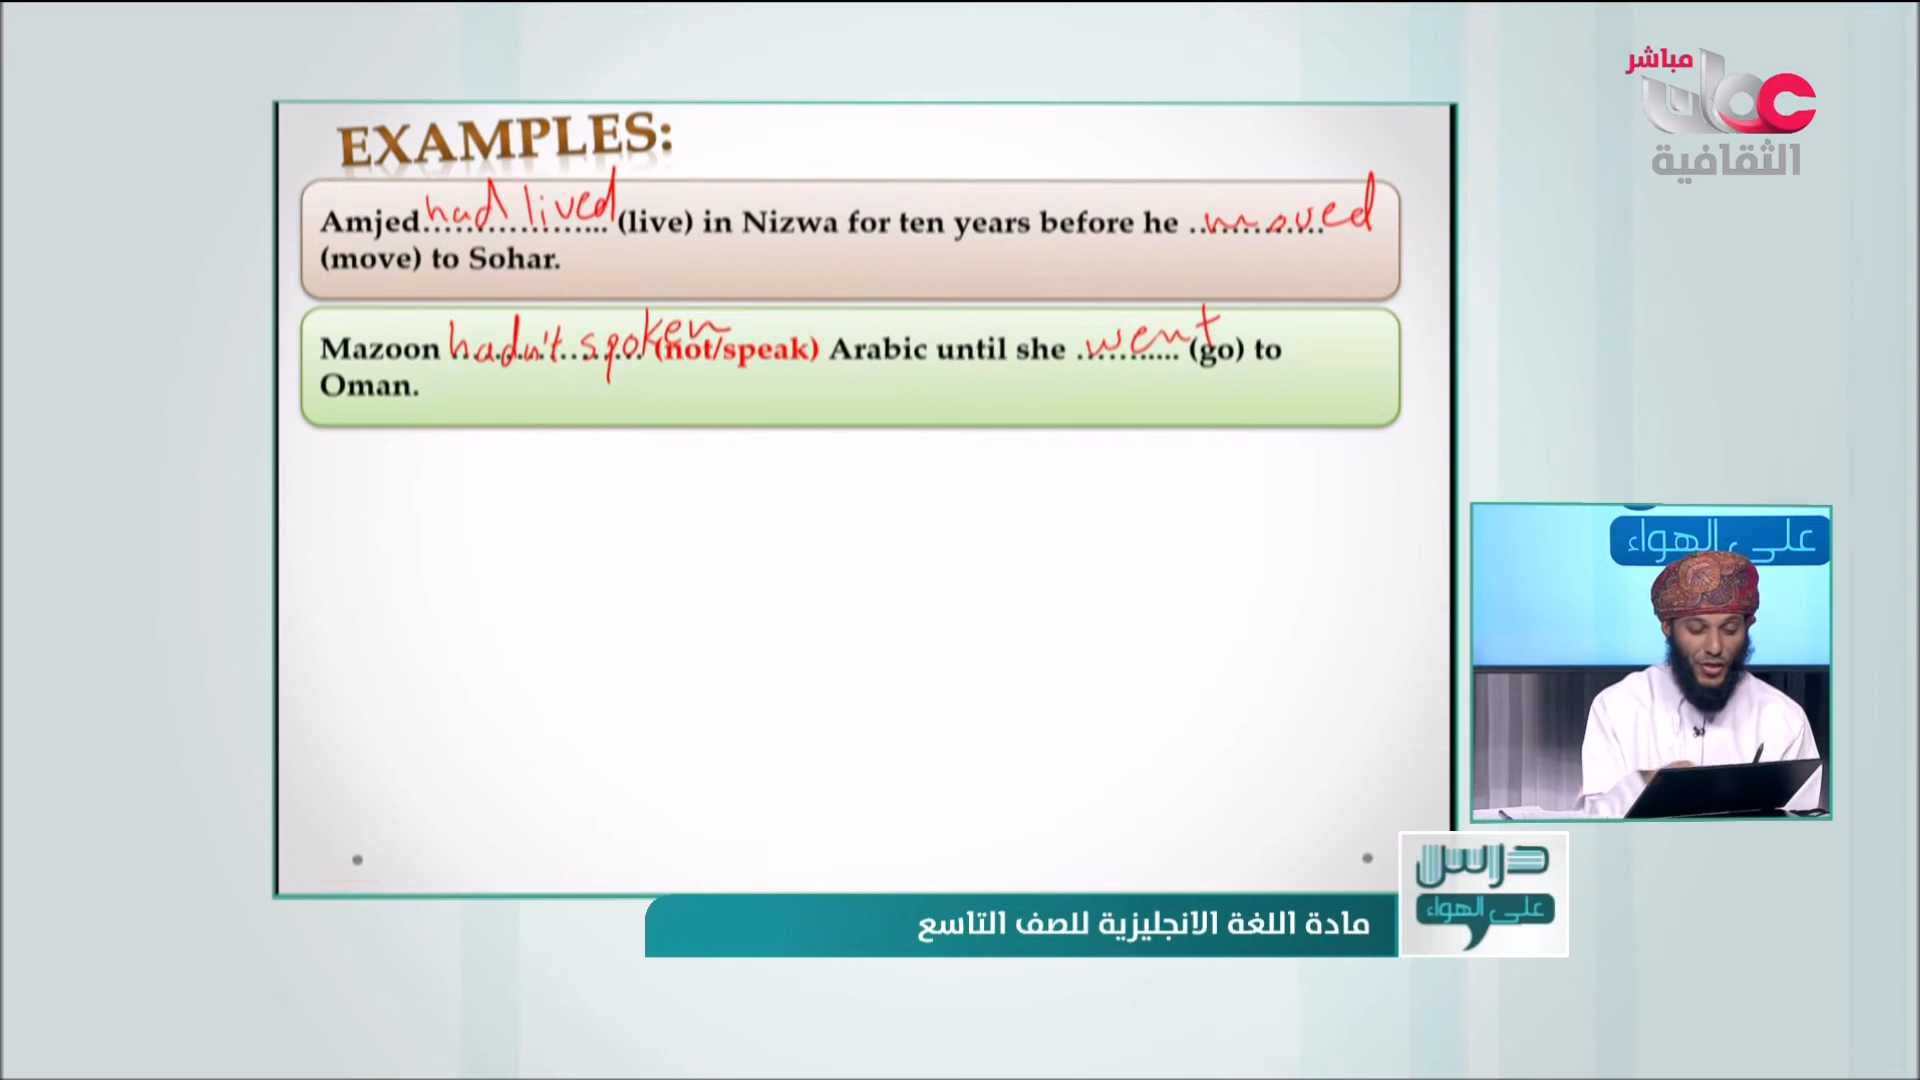 مباشر
عمان
الثقافية
EXAMPLES:
Amjed had lived ................... (live) in Nizwa for ten years before he ............. moved
(move) to Sohar.
Mazoon hadn't spoken .................... (not/speak) Arabic until she ........... went (go) to
Oman.
على الهواء
درس
على الهواء
مادة اللغة الانجليزية للصف التاسع